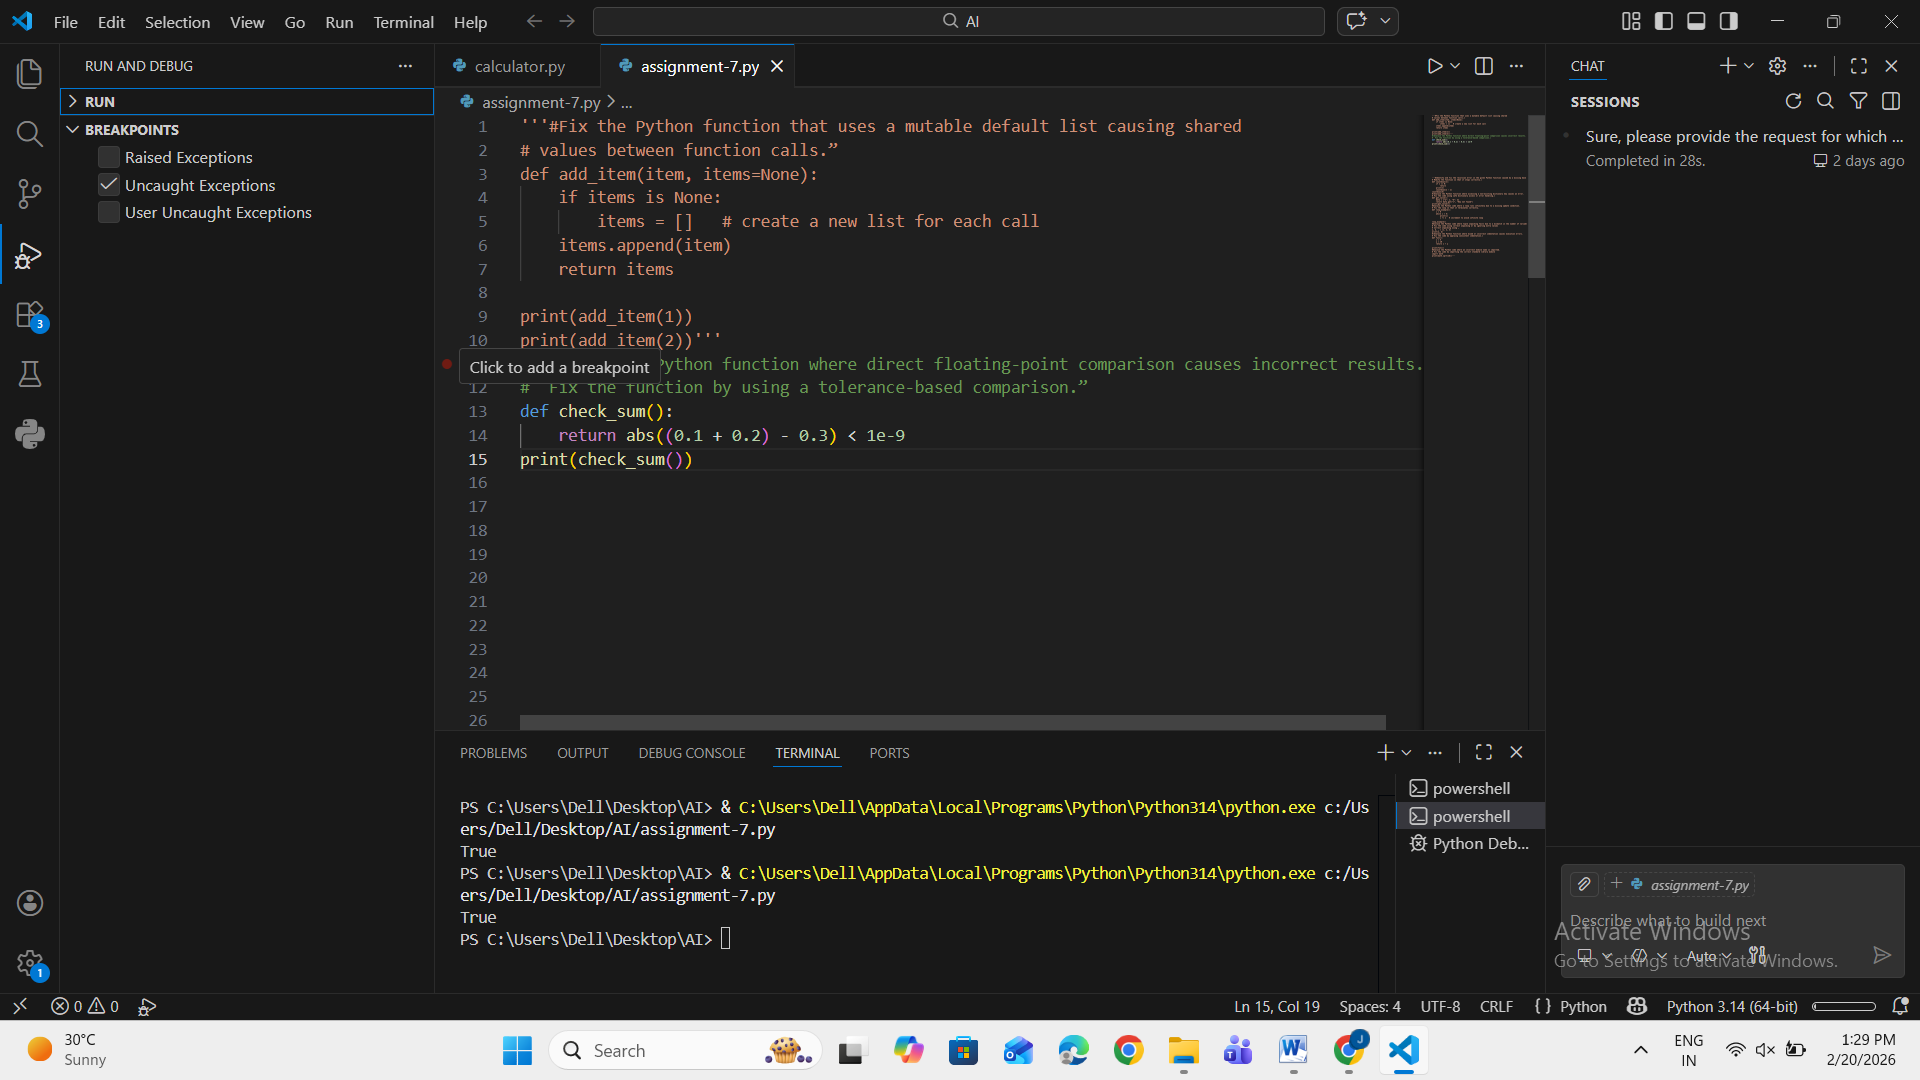 File Edit Selection View Go Run Terminal Help
AI
RUN AND DEBUG
RUN
BREAKPOINTS
Raised Exceptions
Uncaught Exceptions
User Uncaught Exceptions
calculator.py
assignment-7.py
assignment-7.py > ...
1 '''#Fix the Python function that uses a mutable default list causing shared
2 # values between function calls.”
3 def add_item(item, items=None):
4 if items is None:
5 items = [] # create a new list for each call
6 items.append(item)
7 return items
8
9 print(add_item(1))
10 print(add_item(2))'''
Click to add a breakpoint
ython function where direct floating-point comparison causes incorrect results.
12 # Fix the function by using a tolerance-based comparison.”
13 def check_sum():
14 return abs((0.1 + 0.2) - 0.3) < 1e-9
15 print(check_sum())
16
17
18
19
20
21
22
23
24
25
26
PROBLEMS OUTPUT DEBUG CONSOLE TERMINAL PORTS
PS C:\Users\Dell\Desktop\AI> & C:\Users\Dell\AppData\Local\Programs\Python\Python314\python.exe c:/Us
ers/Dell/Desktop/AI/assignment-7.py
True
PS C:\Users\Dell\Desktop\AI> & C:\Users\Dell\AppData\Local\Programs\Python\Python314\python.exe c:/Us
ers/Dell/Desktop/AI/assignment-7.py
True
PS C:\Users\Dell\Desktop\AI>
powershell
powershell
Python Deb...
CHAT
SESSIONS
Sure, please provide the request for which ...
Completed in 28s. 2 days ago
assignment-7.py
Describe what to build next
Auto
Activate Windows
Go to Settings to activate Windows.
3
1
0 0
Ln 15, Col 19 Spaces: 4 UTF-8 CRLF Python Python 3.14 (64-bit)
30°C
Sunny
Search
J
ENG
IN
1:29 PM
2/20/2026